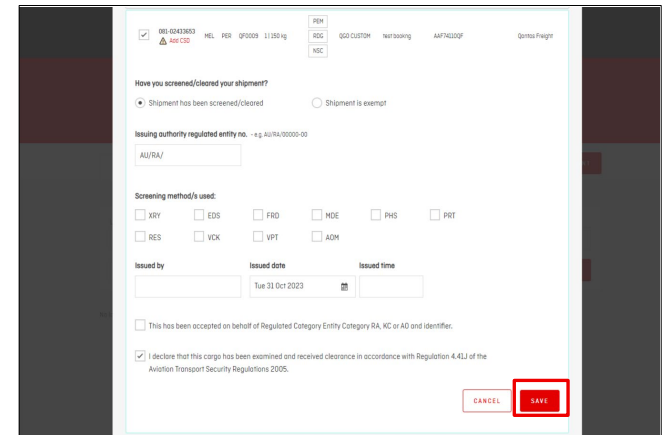 PEM
081-02433653 MEL PER QF0009 1|150 kg RDG QGO CUSTOM test booking AAF74110QF Qantas Freight
Add CSD
NSC
Have you screened/cleared your shipment?
Shipment has been screened/cleared Shipment is exempt
Issuing authority regulated entity no. - e.g. AU/RA/00000-00
AU/RA/
Screening method/s used:
XRY EDS FRD MDE PHS PRT
RES VCK VPT AOM
Issued by Issued date Issued time
Tue 31 Oct 2023
This has been accepted on behalf of Regulated Category Entity Category RA, KC or AO and identifier.
I declare that this cargo has been examined and received clearance in accordance with Regulation 4.41J of the
Aviation Transport Security Regulations 2005.
CANCEL SAVE